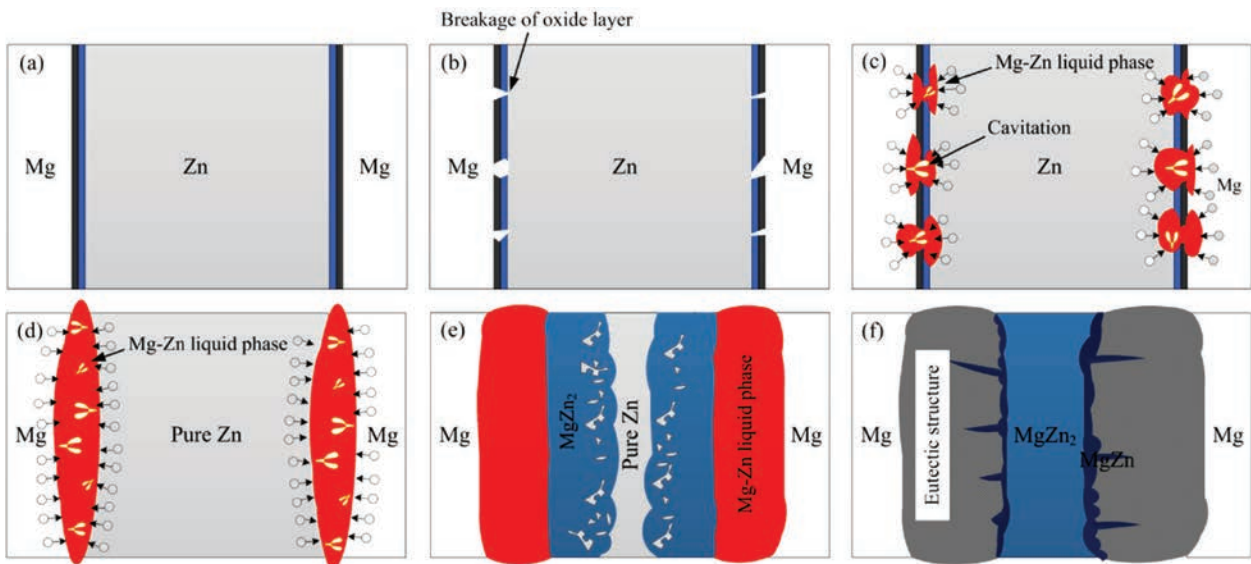 (a)
Mg
Zn
Mg
Breakage of oxide layer
(b)
Mg
Zn
Mg
(c)
Mg-Zn liquid phase
Cavitation
Mg
Zn
Mg
(d)
Mg-Zn liquid phase
Mg
Pure Zn
Mg
(e)
Mg
MgZn₂
Pure Zn
Mg-Zn liquid phase
Mg
(f)
Mg
Eutectic structure
MgZn₂
MgZn
Mg